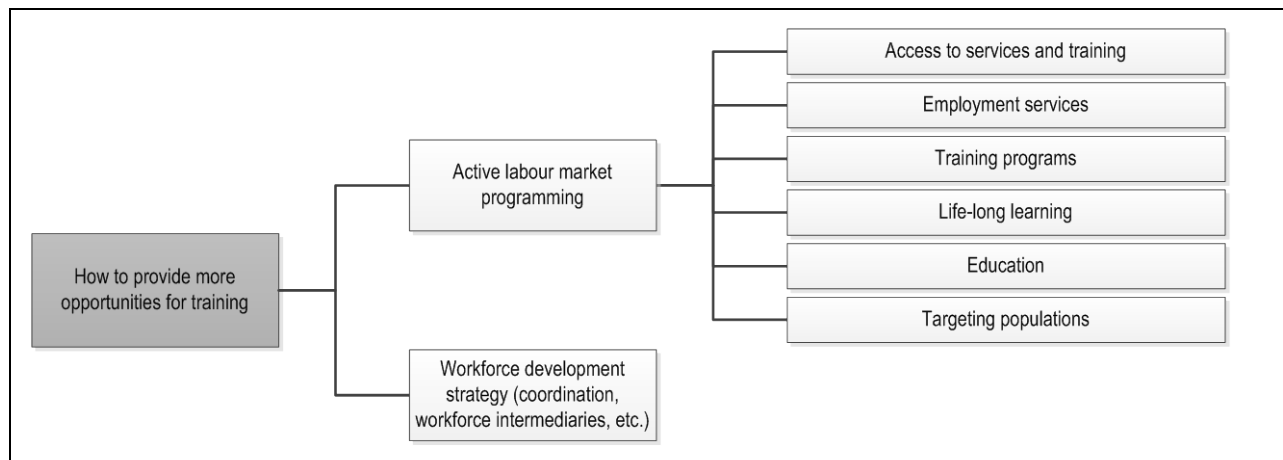 How to provide more
opportunities for training
Active labour market
programming
Workforce development
strategy (coordination,
workforce intermediaries, etc.)
Access to services and training
Employment services
Training programs
Life-long learning
Education
Targeting populations